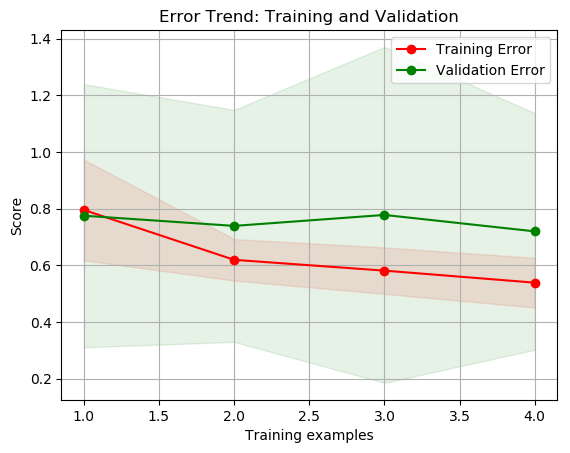 Error Trend: Training and Validation
Training Error
Validation Error
Score
1.4
1.2
1.0
0.8
0.6
0.4
0.2
1.0 1.5 2.0 2.5 3.0 3.5 4.0
Training examples